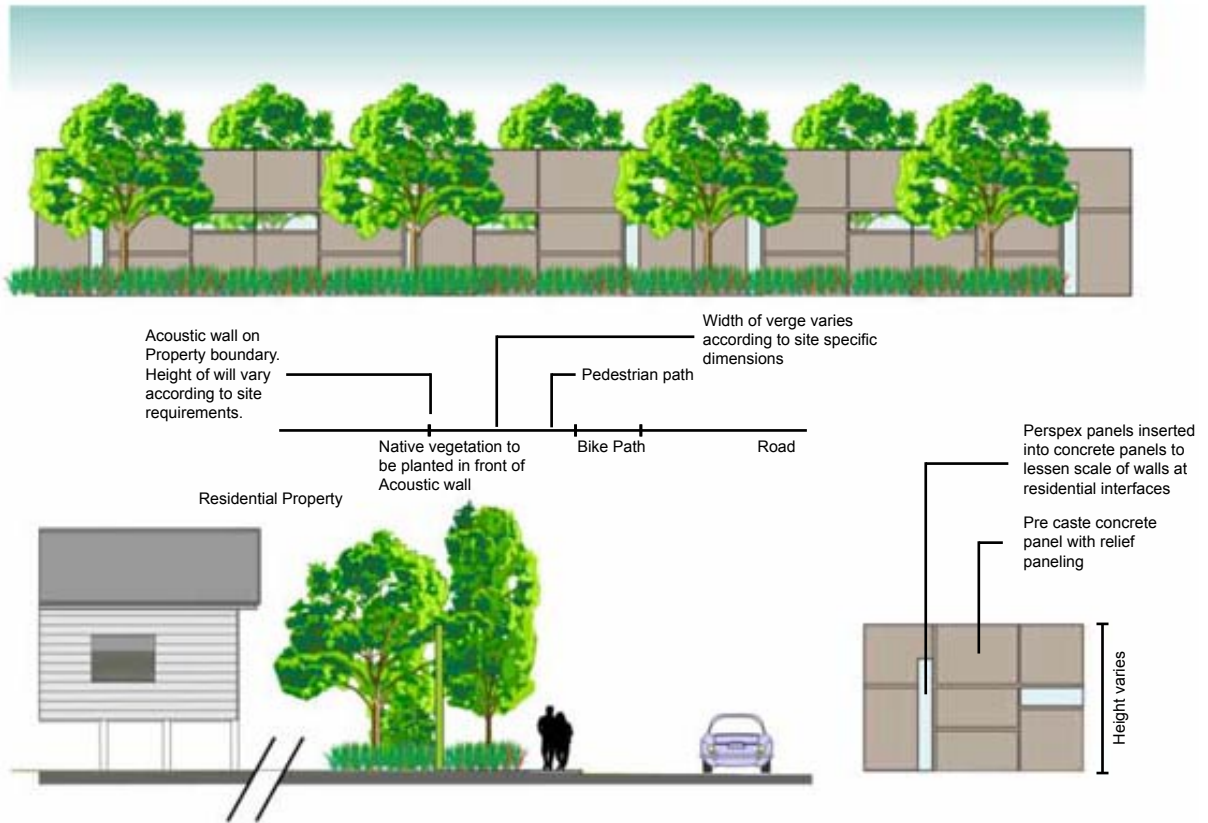 Acoustic wall on
Property boundary.
Height of will vary
according to site
requirements.
Width of verge varies
according to site specific
dimensions
Pedestrian path
Native vegetation to
be planted in front of
Acoustic wall
Bike Path
Road
Residential Property
Perspex panels inserted
into concrete panels to
lessen scale of walls at
residential interfaces
Pre caste concrete
panel with relief
paneling
Height varies